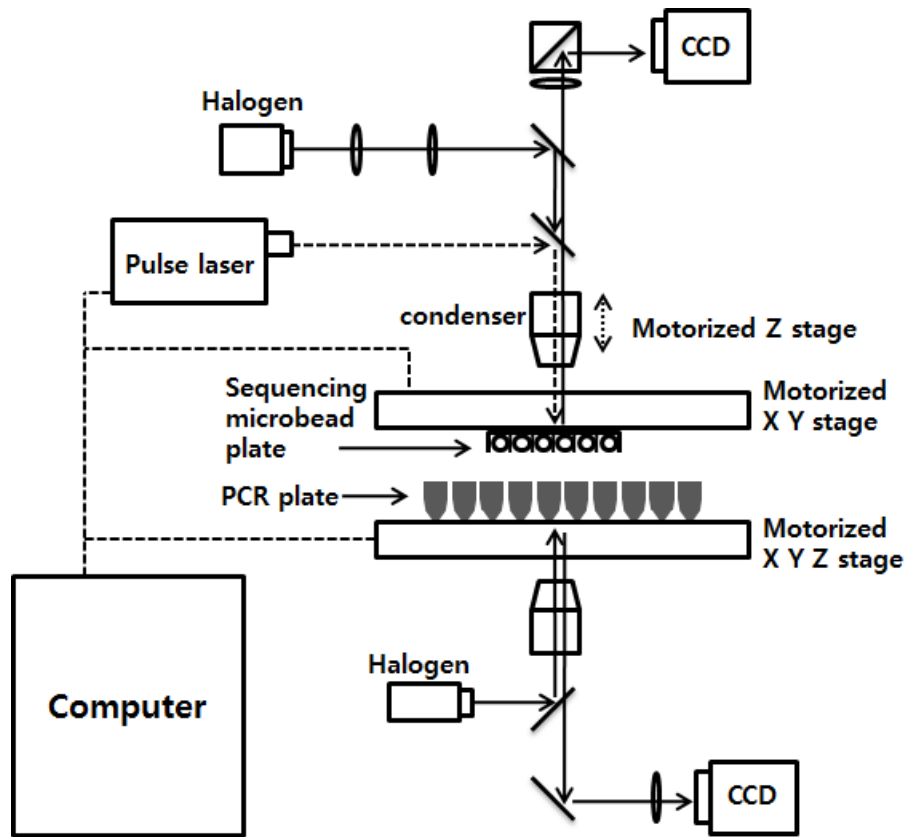 CCD
Halogen
Pulse laser
condenser
Motorized Z stage
Sequencing
microbead
plate
Motorized
X Y stage
PCR plate
Motorized
X Y Z stage
Halogen
Computer
CCD